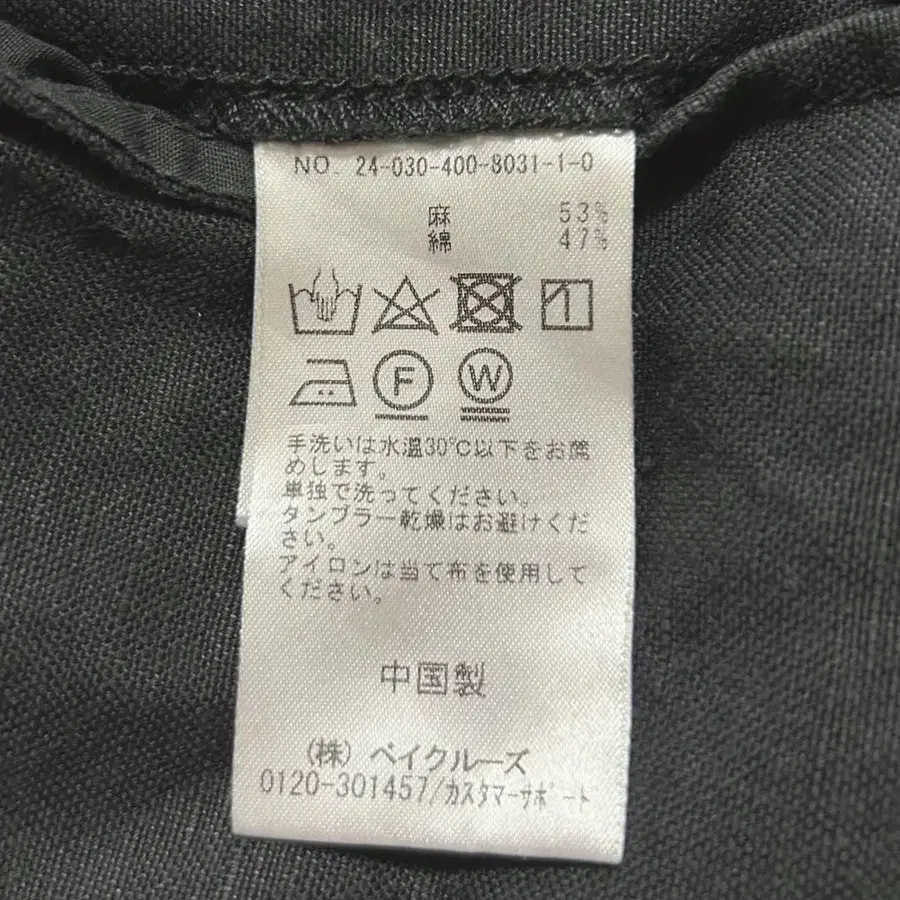 NO. 24-030-400-8031-1-0
麻 53%
綿 47%
F W
手洗いは水温30℃以下をお薦
めします。
単独で洗ってください。
タンブラー乾燥はお避けくだ
さい。
アイロンは当て布を使用して
ください。
中国製
(株) ベイクルーズ
0120-301457/カスタマーサポート